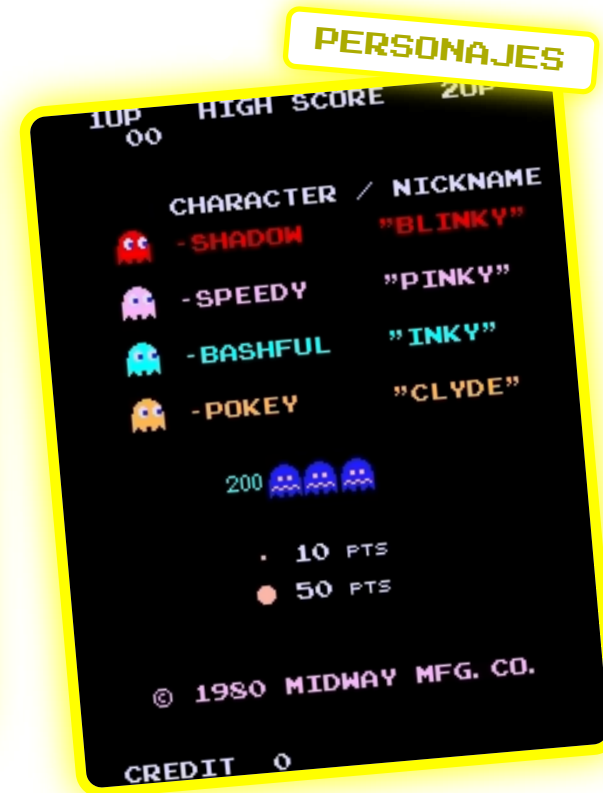 PERSONAJES
1UP HIGH SCORE 2UP
00
CHARACTER / NICKNAME
-SHADOW "BLINKY"
-SPEEDY "PINKY"
-BASHFUL "INKY"
-POKEY "CLYDE"
200
10 PTS
50 PTS
© 1980 MIDWAY MFG. CO.
CREDIT 0